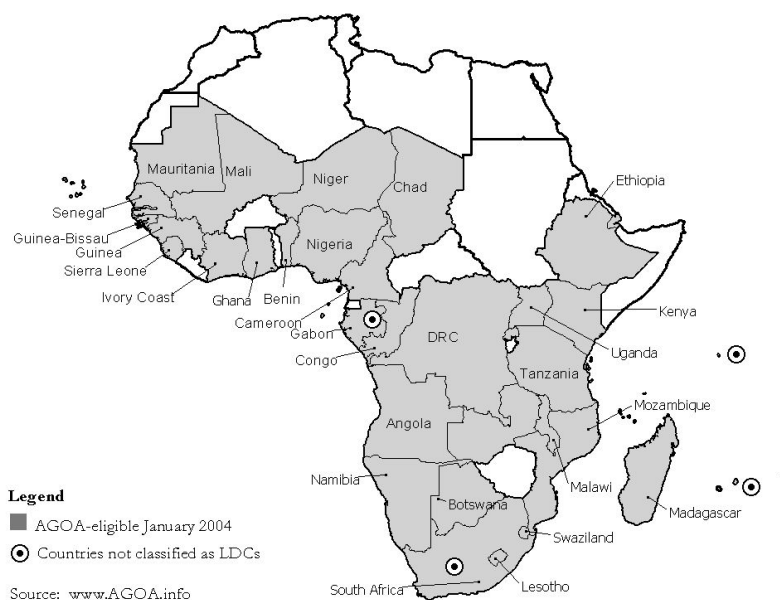 Mauritania
Mali
Niger
Chad
Ethiopia
Senegal
Guinea-Bissau
Guinea
Sierra Leone
Ivory Coast
Ghana
Benin
Nigeria
Cameroon
Gabon
Congo
DRC
Kenya
Uganda
Tanzania
Mozambique
Angola
Namibia
Botswana
Malawi
Madagascar
Swaziland
Lesotho
South Africa
Legend
AGOA-eligible January 2004
Countries not classified as LDCs
Source: www.AGOA.info